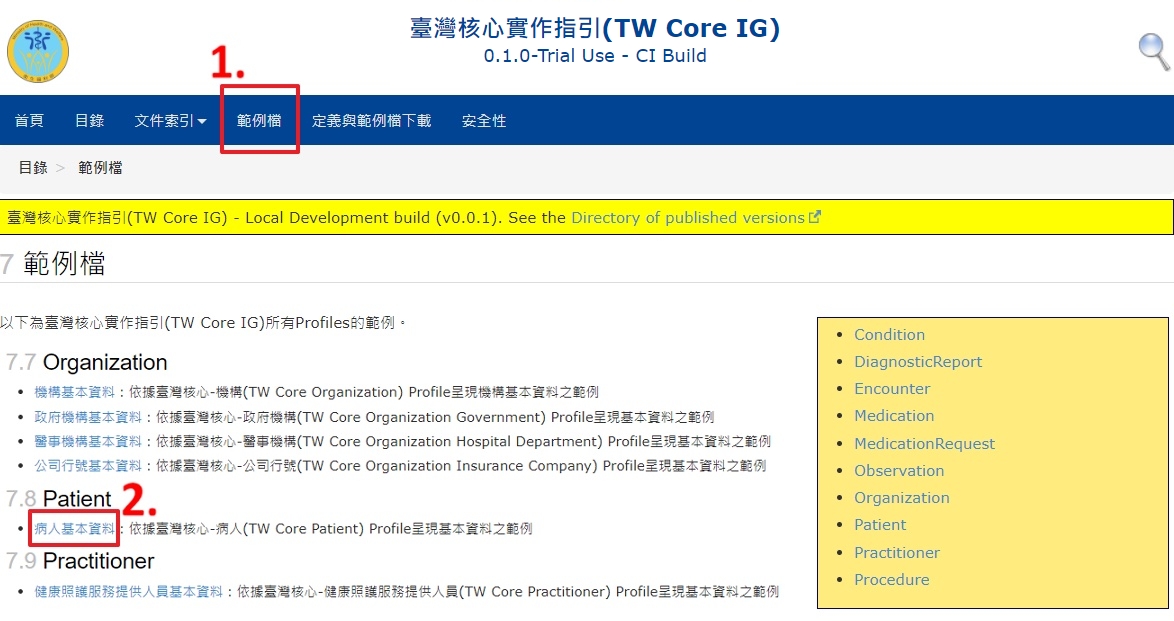 臺灣核心實作指引(TW Core IG)
0.1.0-Trial Use - CI Build
1.
首頁 目錄 文件索引 範例檔 定義與範例檔下載 安全性
目錄 > 範例檔
臺灣核心實作指引(TW Core IG) - Local Development build (v0.0.1). See the Directory of published versions
7 範例檔
以下為臺灣核心實作指引(TW Core IG)所有Profiles的範例。
7.7 Organization
• 機構基本資料：依據臺灣核心-機構(TW Core Organization) Profile呈現機構基本資料之範例
• 政府機構基本資料：依據臺灣核心-政府機構(TW Core Organization Government) Profile呈現基本資料之範例
• 醫事機構基本資料：依據臺灣核心-醫事機構(TW Core Organization Hospital Department) Profile呈現基本資料之範例
• 公司行號基本資料：依據臺灣核心-公司行號(TW Core Organization Insurance Company) Profile呈現基本資料之範例
7.8 Patient
2.
• 病人基本資料：依據臺灣核心-病人(TW Core Patient) Profile呈現基本資料之範例
7.9 Practitioner
• 健康照護服務提供人員基本資料：依據臺灣核心-健康照護服務提供人員(TW Core Practitioner) Profile呈現基本資料之範例
• Condition
• DiagnosticReport
• Encounter
• Medication
• MedicationRequest
• Observation
• Organization
• Patient
• Practitioner
• Procedure